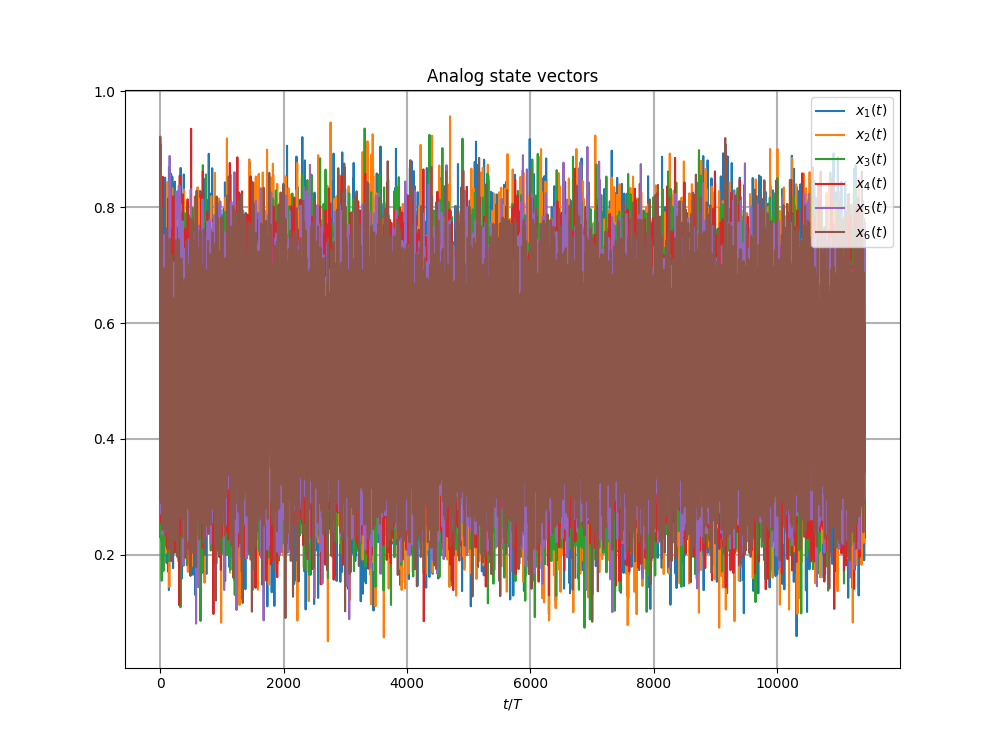 Analog state vectors
1.0
0.8
0.6
0.4
0.2
0 2000 4000 6000 8000 10000
t/T
x₁(t)
x₂(t)
x₃(t)
x₄(t)
x₅(t)
x₆(t)